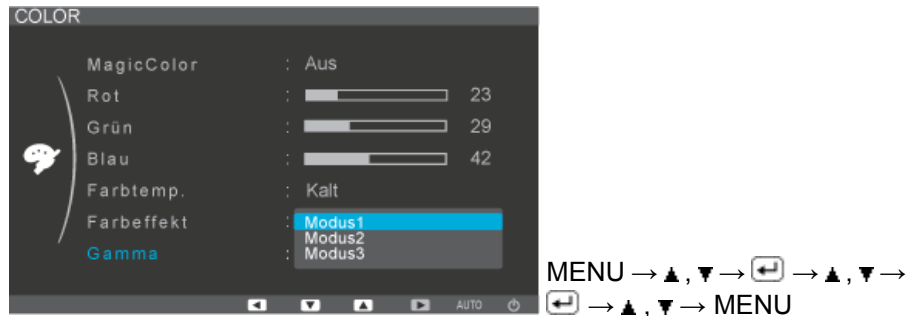 COLOR
MagicColor : Aus
Rot : 23
Grün : 29
Blau : 42
Farbtemp. : Kalt
Farbeffekt :
Modus1
Modus2
Gamma : Modus3
AUTO
MENU → ▲ , ▼ → ↵ → ▲ , ▼ →
↵ → ▲ , ▼ → MENU